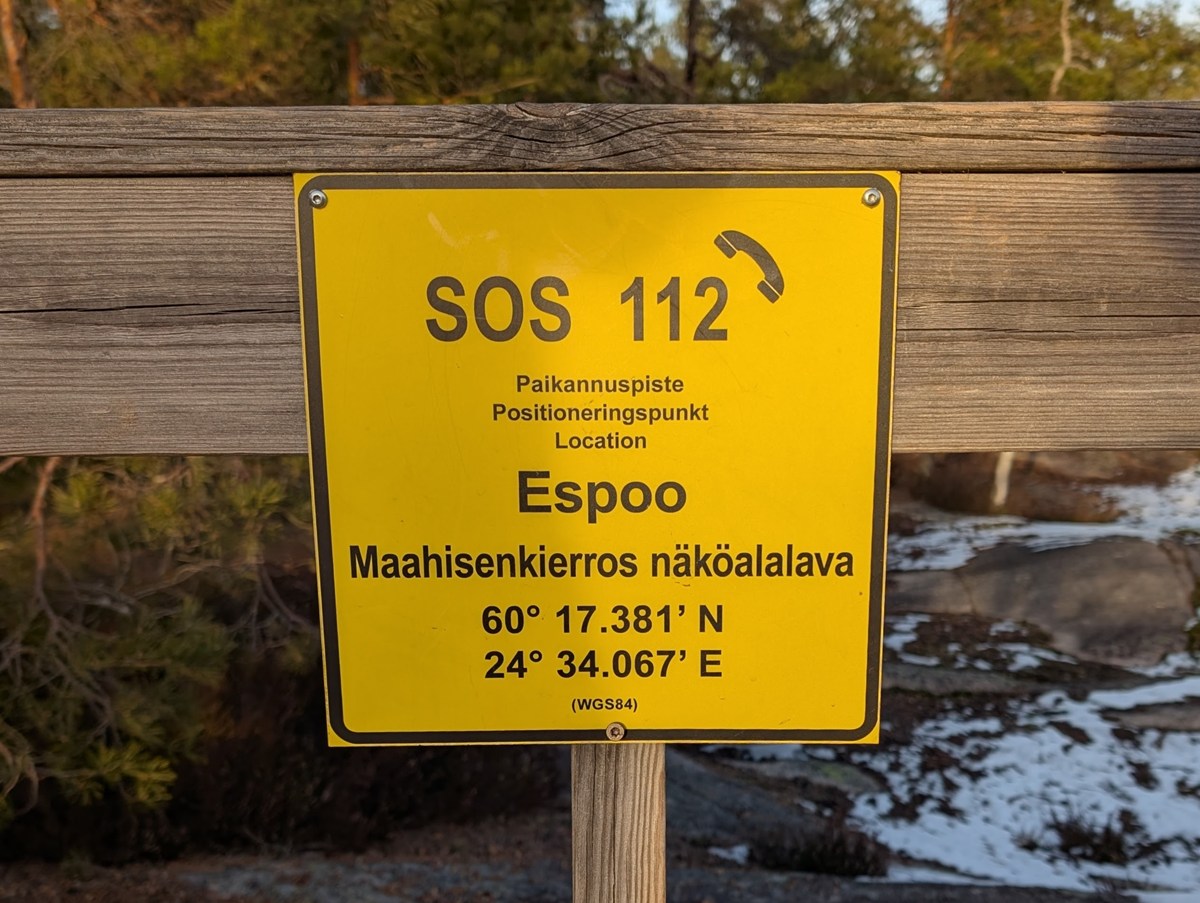 SOS 112
Paikannuspiste
Positioneringspunkt
Location
Espoo
Maahisenkierros näköalalava
60° 17.381’ N
24° 34.067’ E
(WGS84)